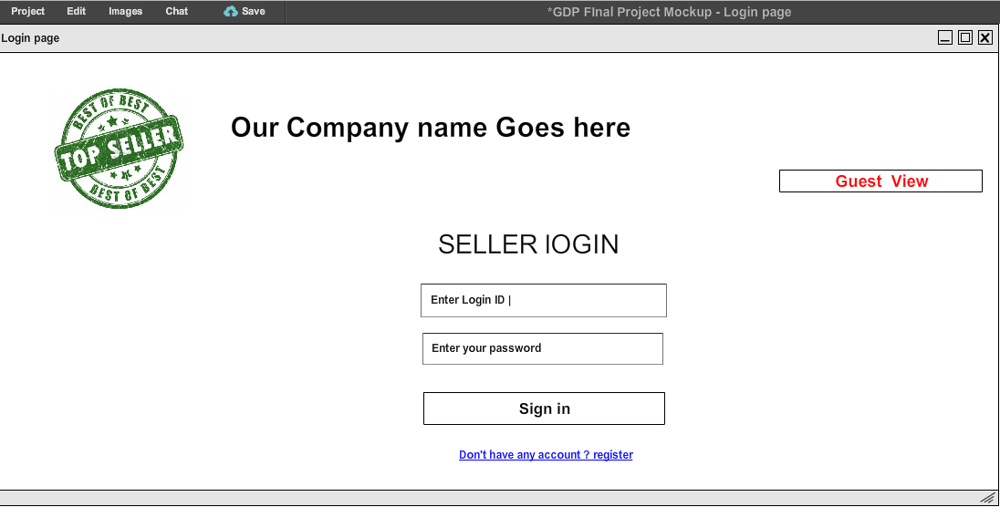 Project Edit Images Chat Save *GDP FInal Project Mockup - Login page
Login page
BEST OF BEST
TOP SELLER
BEST OF BEST
Our Company name Goes here
Guest View
SELLER lOGIN
Enter Login ID |
Enter your password
Sign in
Don't have any account ? register